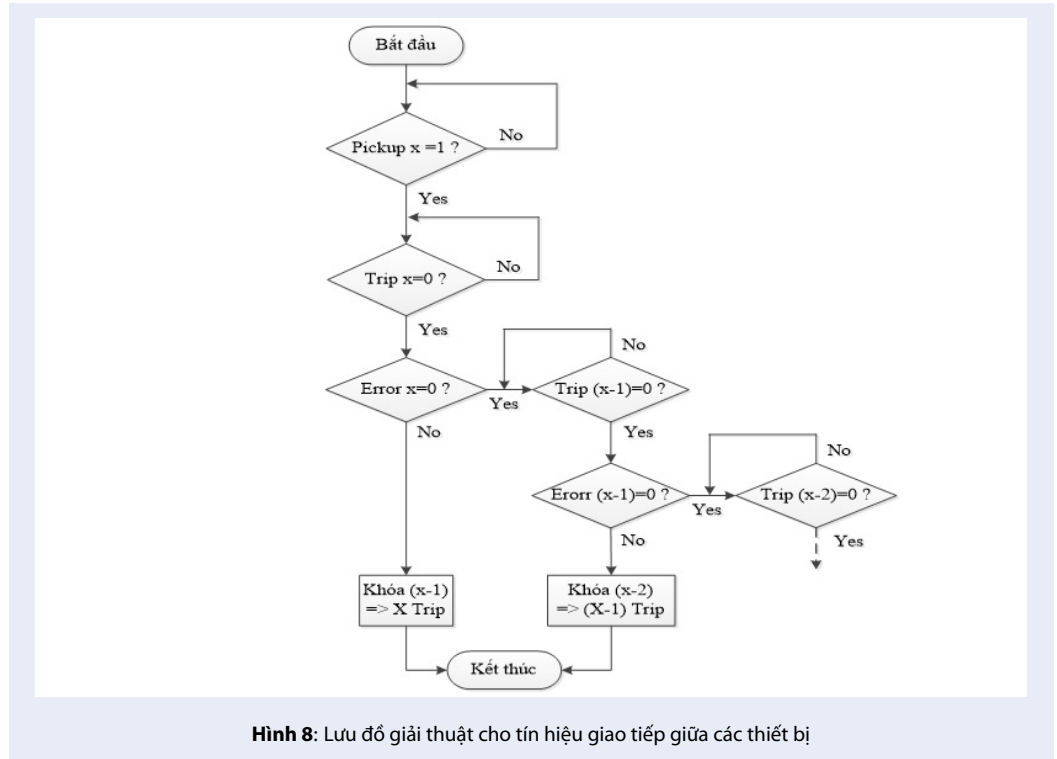 Bắt đầu
No
Pickup x =1 ?
Yes
No
Trip x=0 ?
Yes
No
Error x=0 ?
Yes
Trip (x-1)=0 ?
No
Yes
No
Erorr (x-1)=0 ?
Yes
Trip (x-2)=0 ?
No
Yes
Khóa (x-1)
=> X Trip
Khóa (x-2)
=> (X-1) Trip
Kết thúc
Hình 8: Lưu đồ giải thuật cho tín hiệu giao tiếp giữa các thiết bị